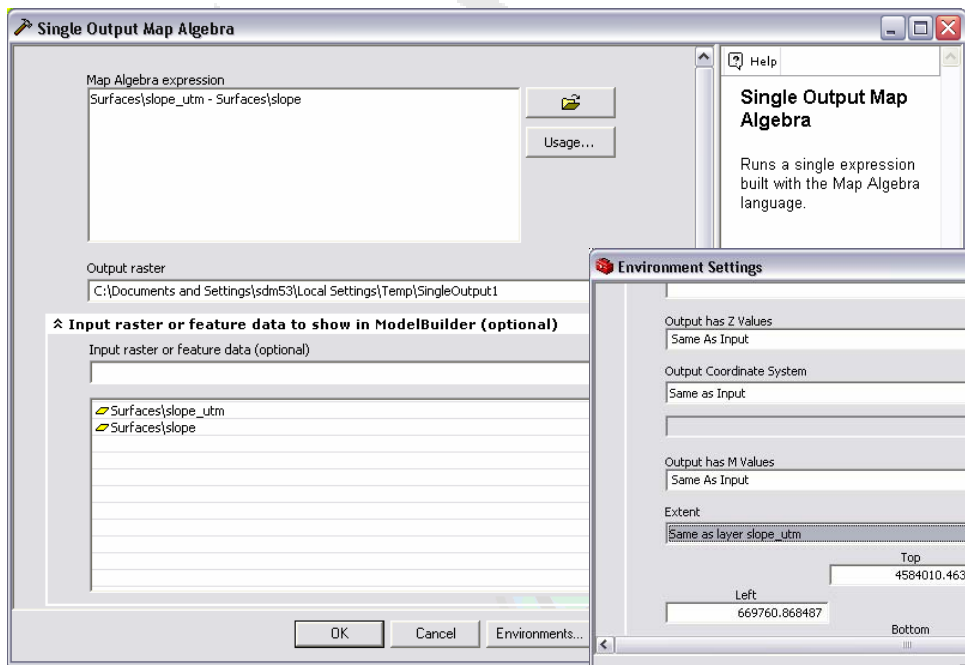 Single Output Map Algebra
Map Algebra expression
Surfaces\slope_utm - Surfaces\slope
Usage...
Output raster
C:\Documents and Settings\sdm53\Local Settings\Temp\SingleOutput1
Input raster or feature data to show in ModelBuilder (optional)
Input raster or feature data (optional)
Surfaces\slope_utm
Surfaces\slope
OK
Cancel
Environments...
Help
Single Output Map
Algebra
Runs a single expression
built with the Map Algebra
language.
Environment Settings
Output has Z Values
Same As Input
Output Coordinate System
Same as Input
Output has M Values
Same As Input
Extent
Same as layer slope_utm
Top
4584010.463
Left
669760.868487
Bottom